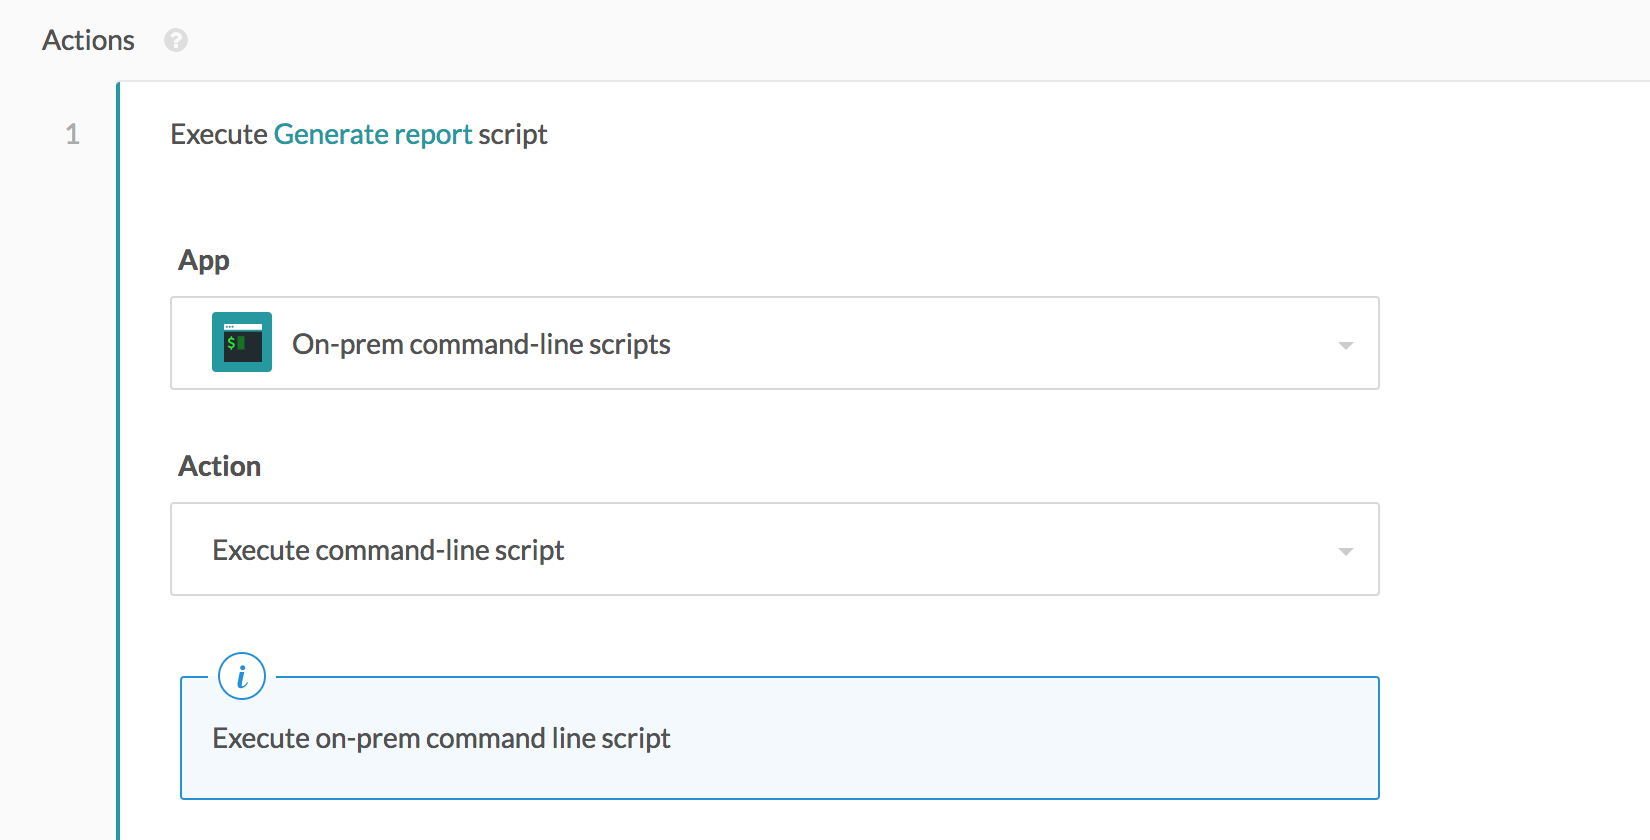 Actions ?
1 Execute Generate report script
App
$ On-prem command-line scripts
Action
Execute command-line script
i
Execute on-prem command line script